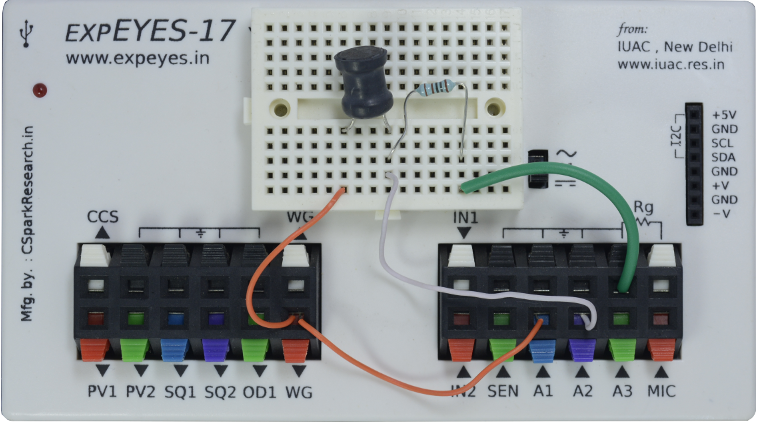 EXPEYES-17
www.expeyes.in
from:
IUAC , New Delhi
www.iuac.res.in
Mfg. by. : CSparkResearch.in
I2C
+5V
GND
SCL
SDA
GND
+V
GND
-V
CCS
WG
IN1
Rg
PV1 PV2 SQ1 SQ2 OD1 WG
IN2 SEN A1 A2 A3 MIC